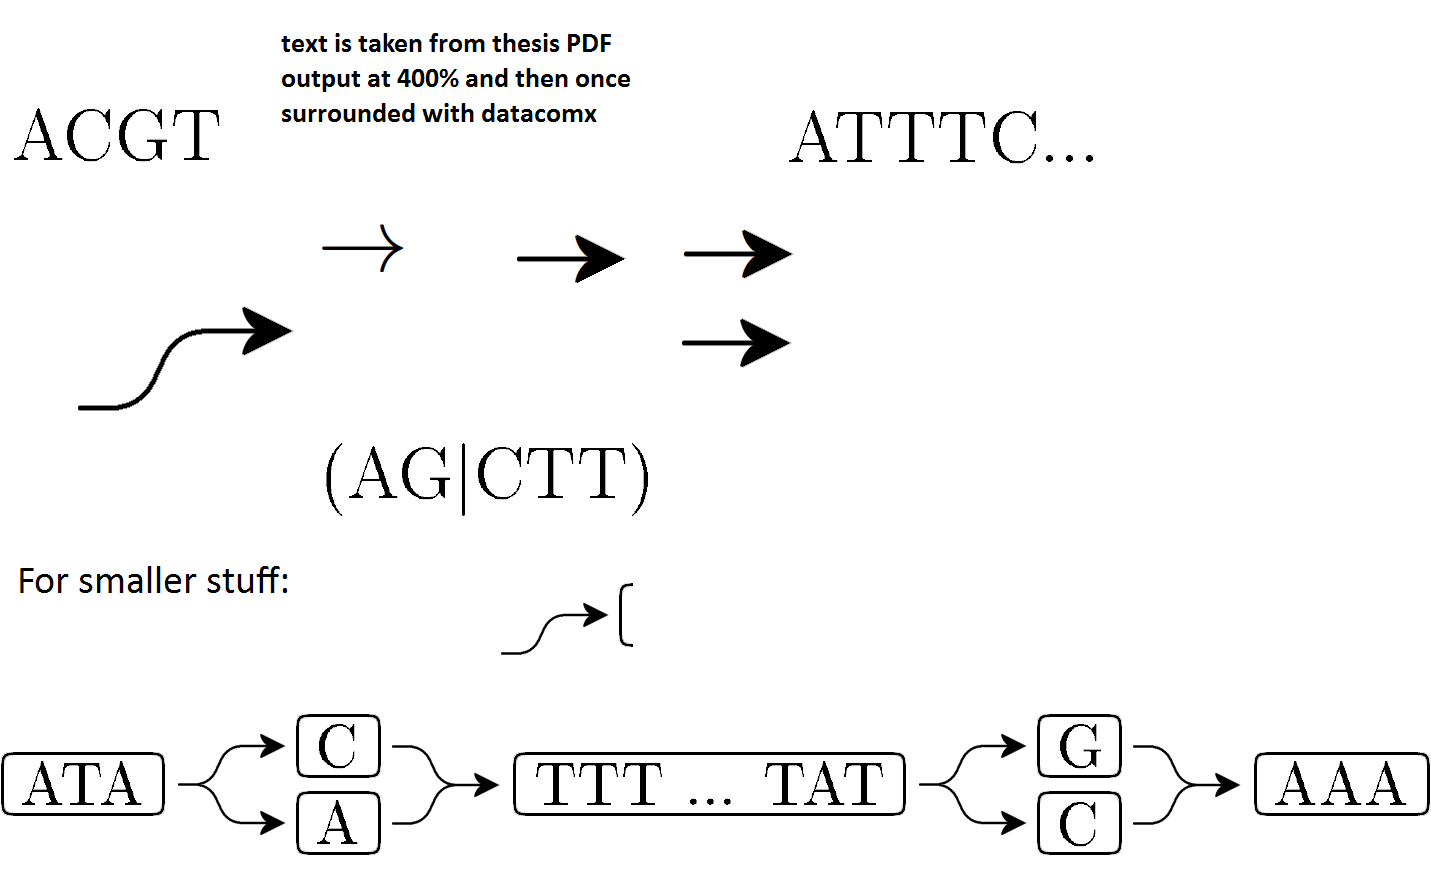 text is taken from thesis PDF
output at 400% and then once
surrounded with datacomx
ACGT
ATTTC...
(AG|CTT)
For smaller stuff:
C
G
ATA
TTT ... TAT
AAA
A
C